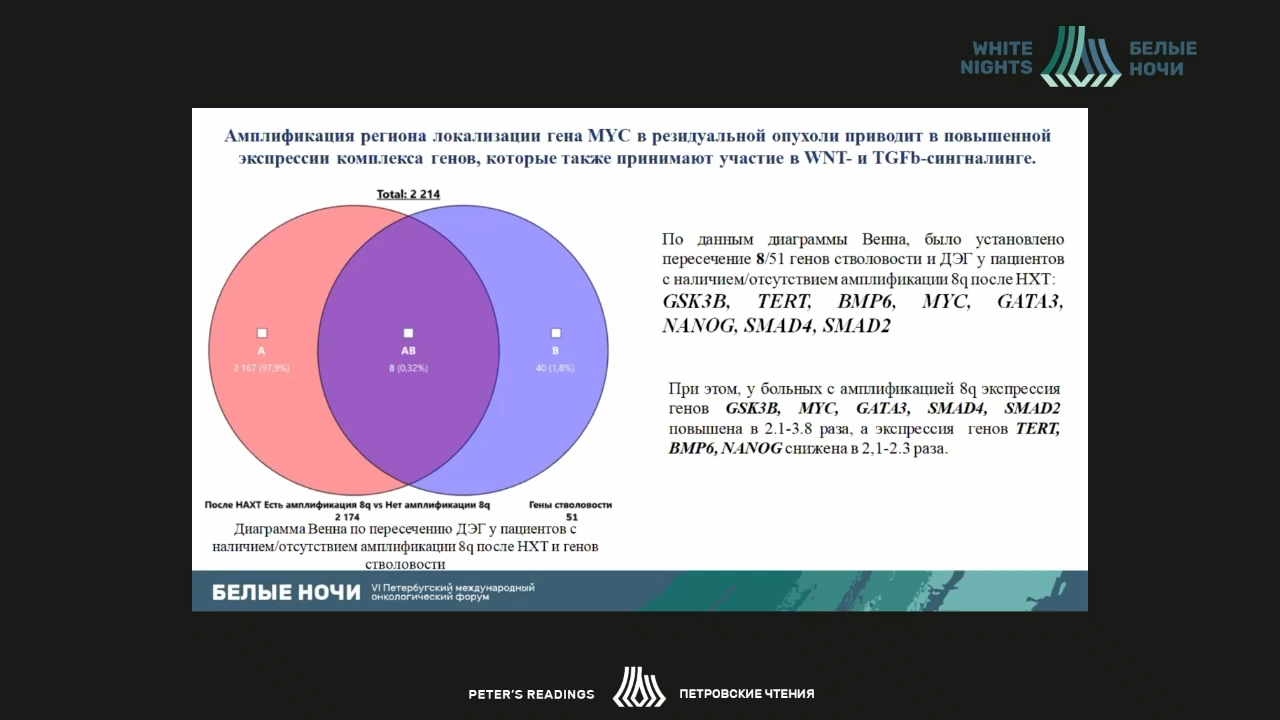 WHITE
NIGHTS
БЕЛЫЕ
НОЧИ
Амплификация региона локализации гена MYC в резидуальной опухоли приводит в повышенной
экспрессии комплекса генов, которые также принимают участие в WNT- и TGFb-сингналинге.
Total: 2 214
A
2 167 (97,9%)
AB
8 (0,32%)
B
40 (1,8%)
После НАХТ Есть амплификация 8q vs Нет амплификации 8q
2 174
Гены стволовости
51
Диаграмма Венна по пересечению ДЭГ у пациентов с
наличием/отсутствием амплификации 8q после НХТ и генов
стволовости
По данным диаграммы Венна, было установлено
пересечение 8/51 генов стволовости и ДЭГ у пациентов
с наличием/отсутствием амплификации 8q после НХТ:
GSK3B, TERT, BMP6, MYC, GATA3,
NANOG, SMAD4, SMAD2
При этом, у больных с амплификацией 8q экспрессия
генов GSK3B, MYC, GATA3, SMAD4, SMAD2
повышена в 2.1-3.8 раза, а экспрессия генов TERT,
BMP6, NANOG снижена в 2,1-2.3 раза.
БЕЛЫЕ НОЧИ
VI Петербугский международный
онкологический форум
PETER'S READINGS
ПЕТРОВСКИЕ ЧТЕНИЯ